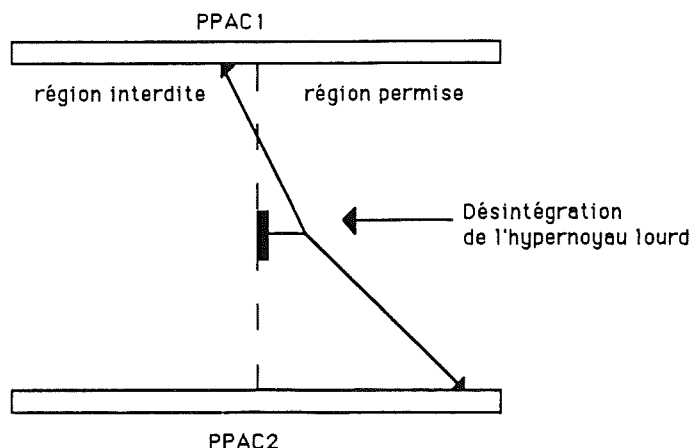 PPAC1
région interdite
région permise
Désintégration
de l'hypernoyau lourd
PPAC2